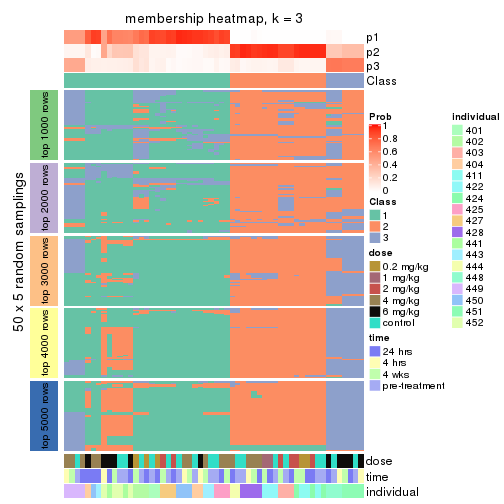 membership heatmap, k = 3
p1
p2
p3
Class
50 x 5 random samplings
top 1000 rows
top 2000 rows
top 3000 rows
top 4000 rows
top 5000 rows
dose
time
individual
Prob
1
0.8
0.6
0.4
0.2
0
Class
1
2
3
dose
0.2 mg/kg
1 mg/kg
2 mg/kg
4 mg/kg
6 mg/kg
control
time
24 hrs
4 hrs
4 wks
pre-treatment
individual
401
402
403
404
411
422
424
425
427
428
441
443
444
448
449
450
451
452